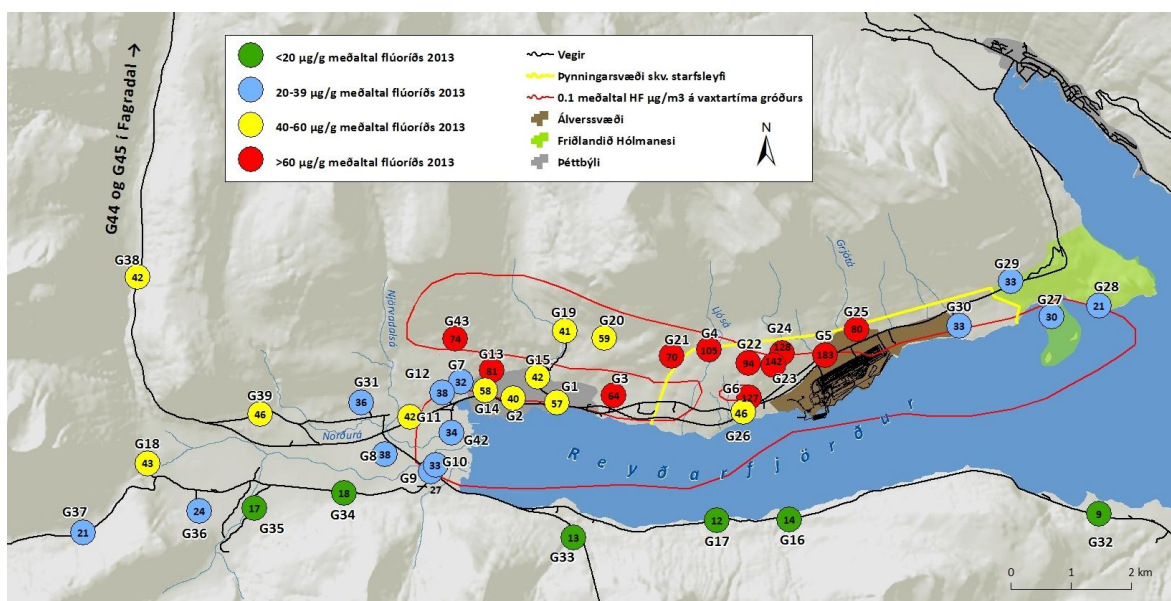 <20 µg/g meðaltal flúoríðs 2013
20-39 µg/g meðaltal flúoríðs 2013
40-60 µg/g meðaltal flúoríðs 2013
>60 µg/g meðaltal flúoríðs 2013
Vegir
Þynningarsvæði skv. starfsleyfi
0.1 meðaltal HF µg/m3 á vaxtartíma gróðurs
Álverssvæði
Friðlandið Hólmanesi
Þéttbýli
N
G44 og G45 í Fagradal →
G38
42
Njörvadalsá
Ljósá
Grjótá
G29
33
G28
21
G27
30
G30
33
G25
80
G5
183
G24
128
142
G23
G22
94
G4
105
G21
70
G20
59
G19
41
G43
74
G13
81
G15
42
G1
57
G3
64
G6
127
46
G26
G7
32
G12
38
58
G14
40
G2
G31
36
G39
46
42
G11
34
G42
Norðurá
G8
38
G10
33
G9
27
G18
43
G37
21
24
G36
17
G35
18
G34
13
G33
12
G17
14
G16
9
G32
Reyðarfjörður
0 1 2 km